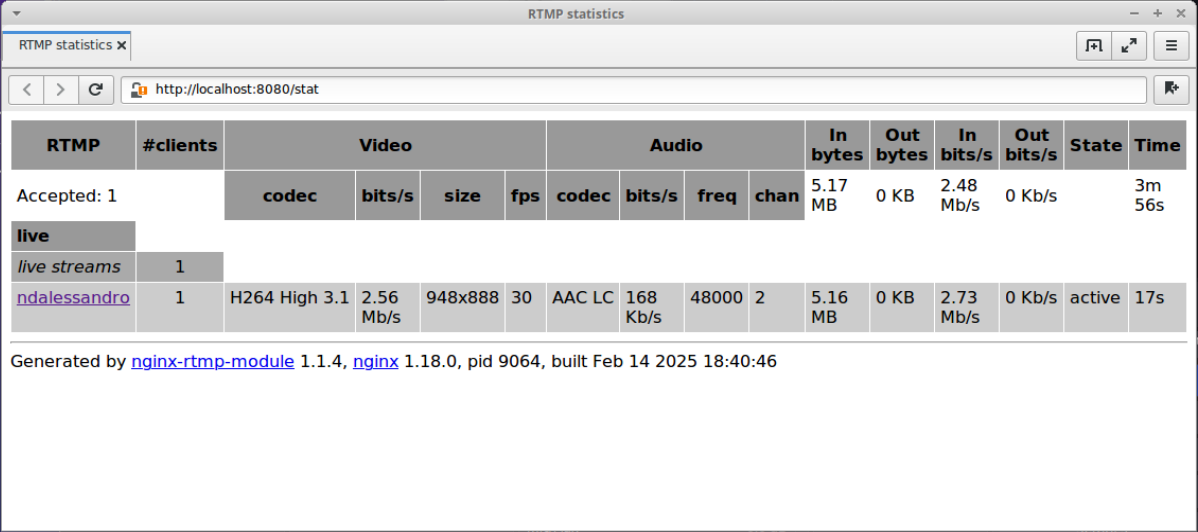 RTMP statistics
RTMP statistics
http://localhost:8080/stat
RTMP #clients Video Audio In bytes Out bytes In bits/s Out bits/s State Time
Accepted: 1 codec bits/s size fps codec bits/s freq chan 5.17 MB 0 KB 2.48 Mb/s 0 Kb/s 3m 56s
live
live streams 1
ndalessandro 1 H264 High 3.1 2.56 Mb/s 948x888 30 AAC LC 168 Kb/s 48000 2 5.16 MB 0 KB 2.73 Mb/s 0 Kb/s active 17s
Generated by nginx-rtmp-module 1.1.4, nginx 1.18.0, pid 9064, built Feb 14 2025 18:40:46